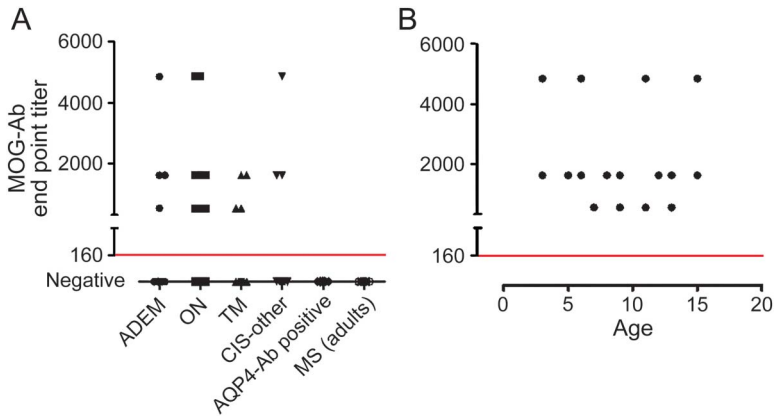 A
6000
4000
2000
160
Negative
MOG-Ab
end point titer
ADEM
ON
TM
CIS-other
AQP4-Ab positive
MS (adults)
B
6000
4000
2000
160
0
5
10
15
20
Age